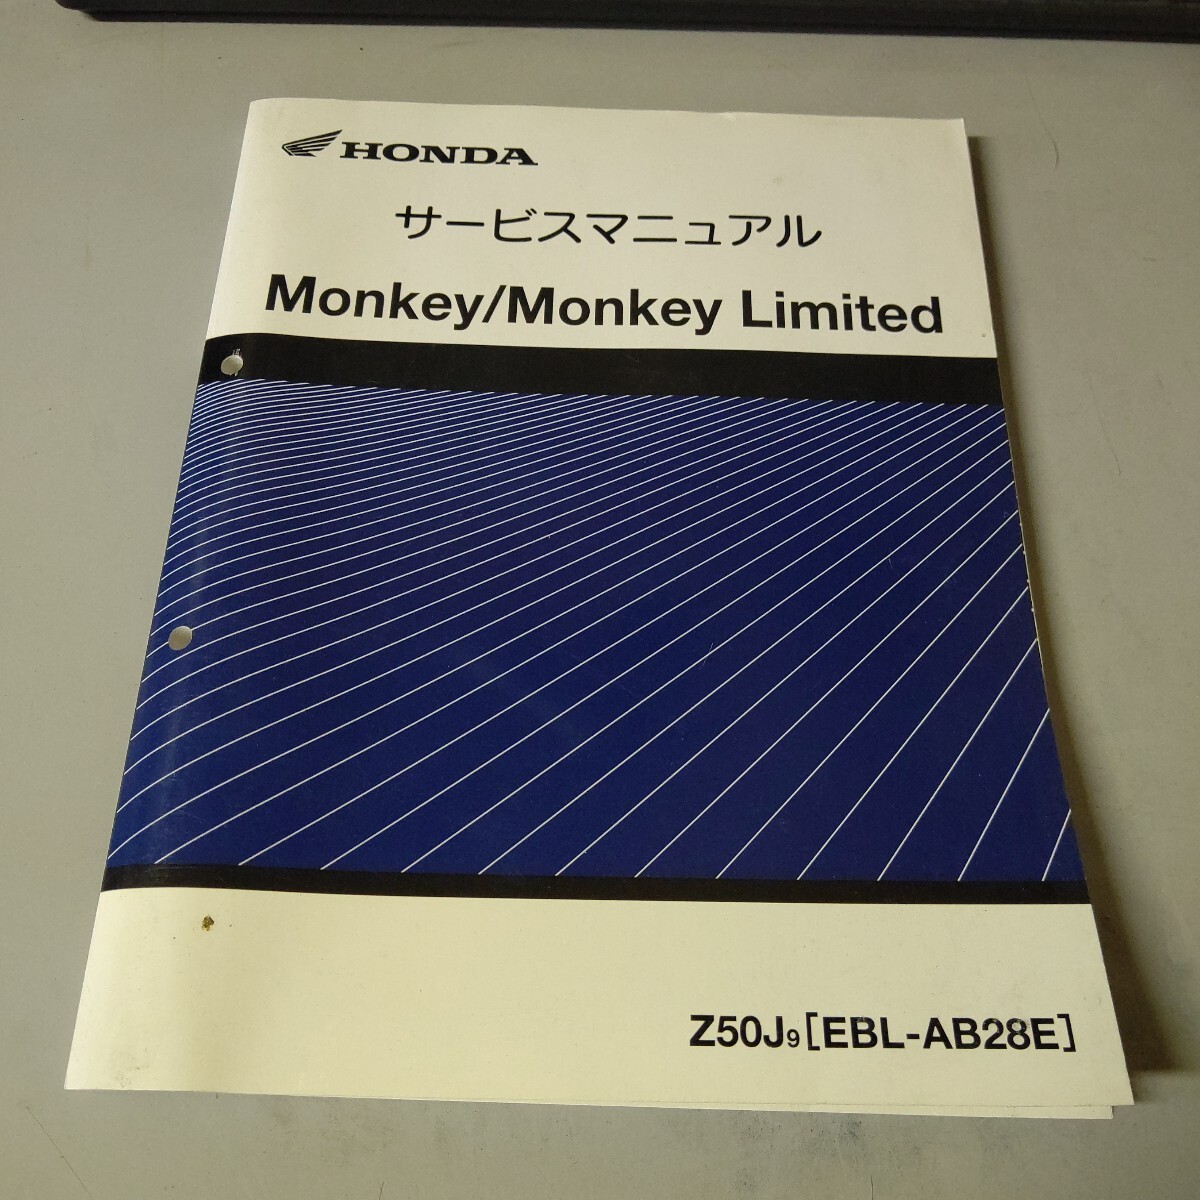 HONDA
サービスマニュアル
Monkey/Monkey Limited
Z50J9[EBL-AB28E]